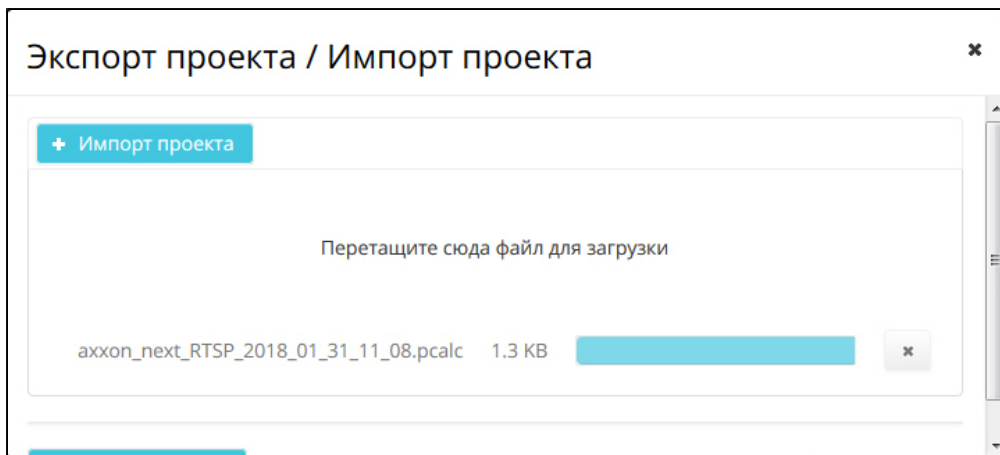 Экспорт проекта / Импорт проекта
Импорт проекта
Перетащите сюда файл для загрузки
axxon_next_RTSP_2018_01_31_11_08.pcalc 1.3 KB